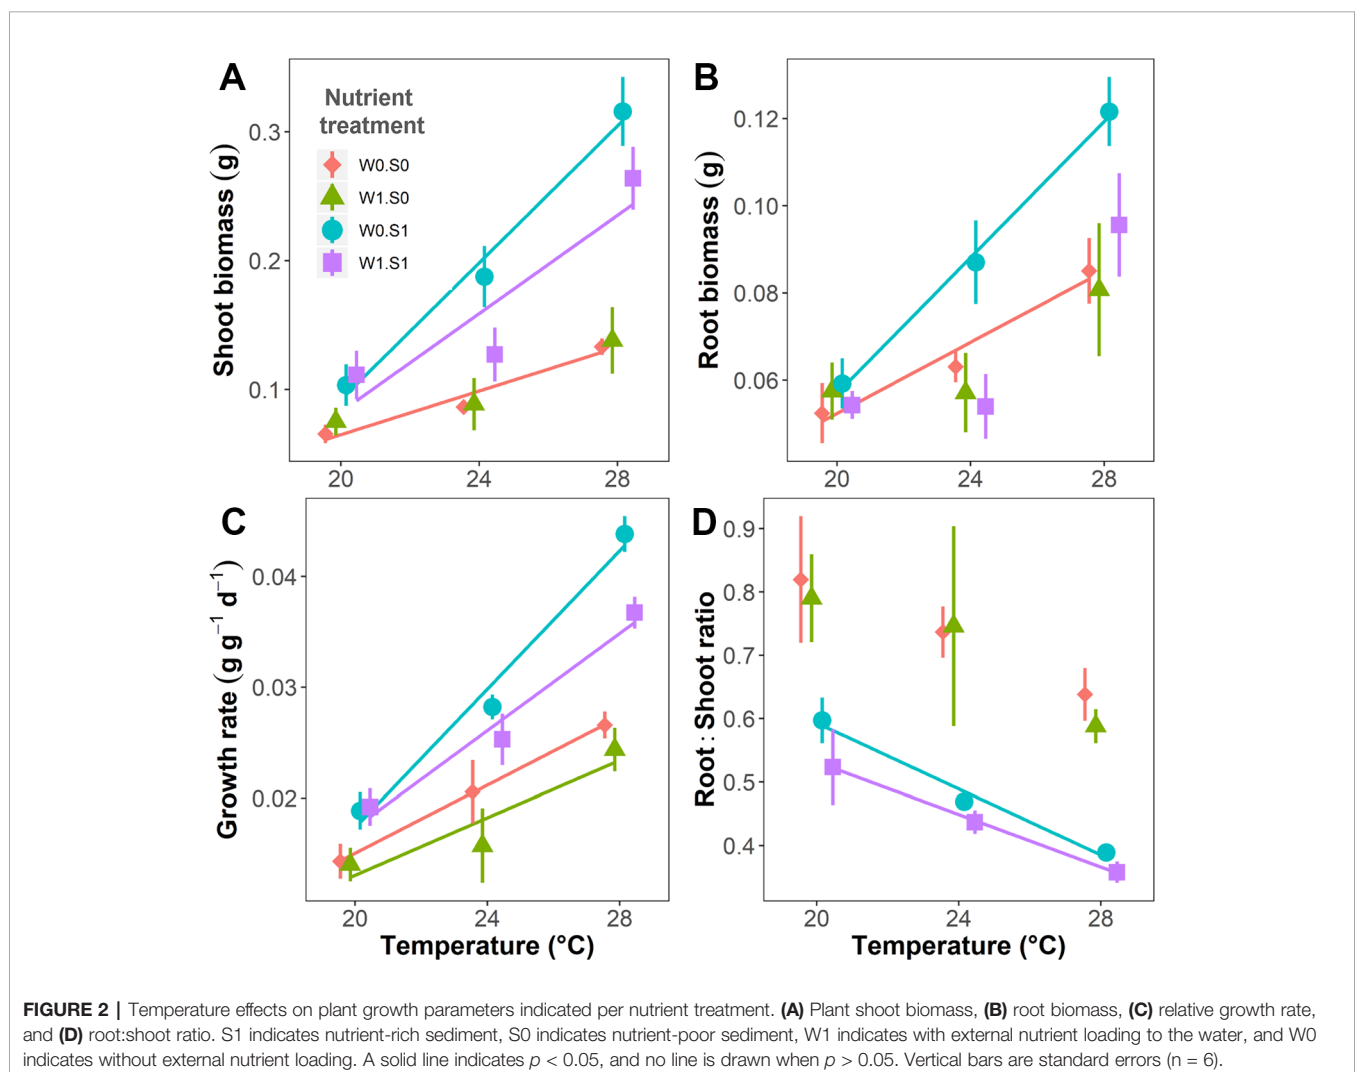 A
Nutrient
treatment
W0.S0
W1.S0
W0.S1
W1.S1
Shoot biomass (g)
0.3
0.2
0.1
20 24 28
B
Root biomass (g)
0.12
0.10
0.08
0.06
20 24 28
C
Growth rate (g g⁻¹ d⁻¹)
0.04
0.03
0.02
20 24 28
Temperature (°C)
D
Root : Shoot ratio
0.9
0.8
0.7
0.6
0.5
0.4
20 24 28
Temperature (°C)
FIGURE 2 | Temperature effects on plant growth parameters indicated per nutrient treatment. (A) Plant shoot biomass, (B) root biomass, (C) relative growth rate,
and (D) root:shoot ratio. S1 indicates nutrient-rich sediment, S0 indicates nutrient-poor sediment, W1 indicates with external nutrient loading to the water, and W0
indicates without external nutrient loading. A solid line indicates p < 0.05, and no line is drawn when p > 0.05. Vertical bars are standard errors (n = 6).